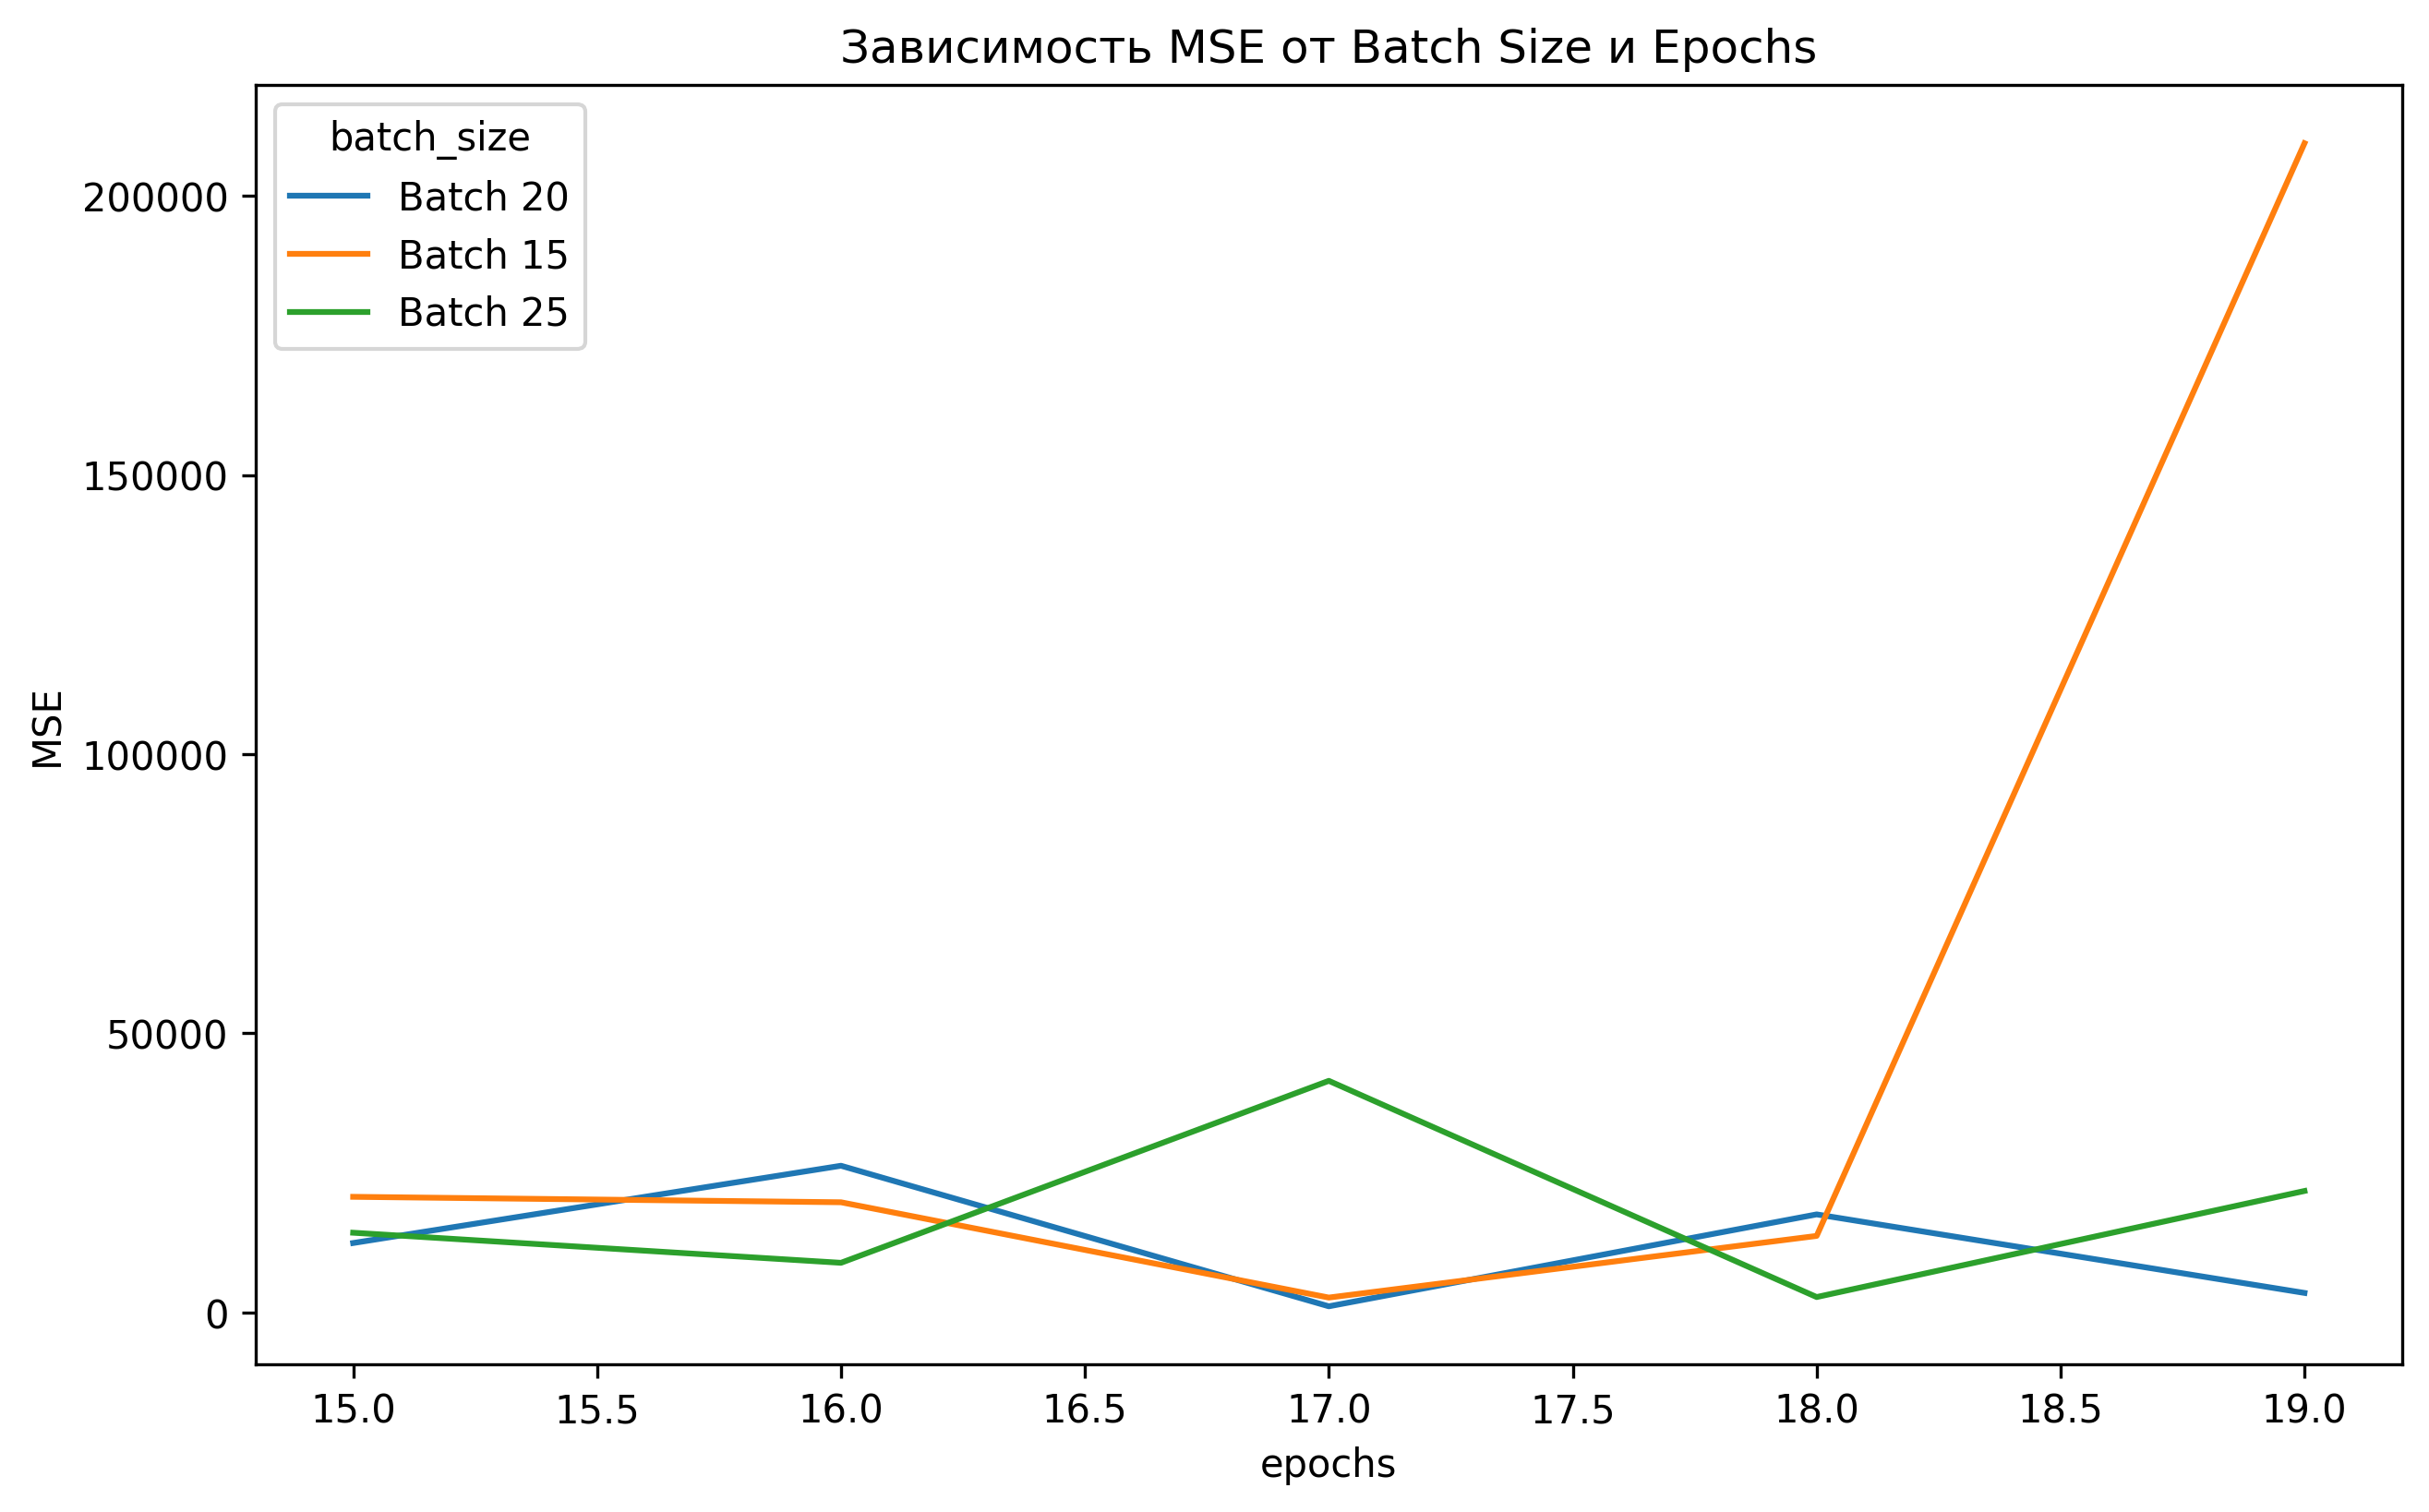 Зависимость MSE от Batch Size и Epochs
batch_size
Batch 20
Batch 15
Batch 25
200000
150000
100000
50000
0
MSE
15.0 15.5 16.0 16.5 17.0 17.5 18.0 18.5 19.0
epochs